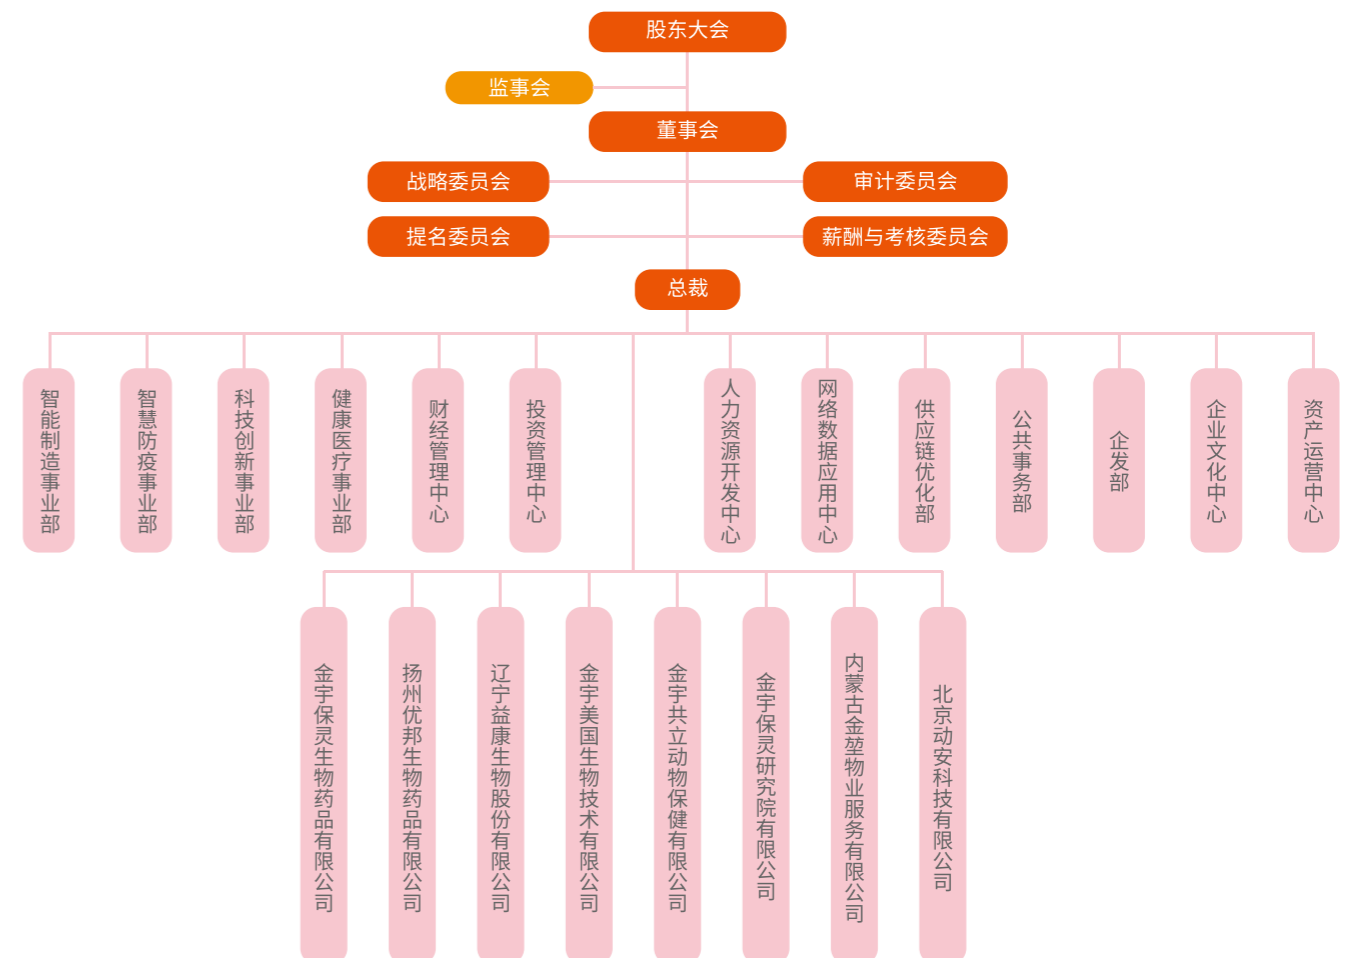 股东大会
监事会
董事会
战略委员会
审计委员会
提名委员会
薪酬与考核委员会
总裁
智能制造事业部
智慧防疫事业部
科技创新事业部
健康医疗事业部
财经管理中心
投资管理中心
人力资源开发中心
网络数据应用中心
供应链优化部
公共事务部
企发部
企业文化中心
资产运营中心
金宇保灵生物药品有限公司
扬州优邦生物药品有限公司
辽宁益康生物股份有限公司
金宇美国生物技术有限公司
金宇共立动物保健有限公司
金宇保灵研究院有限公司
内蒙古金堃物业服务有限公司
北京动安科技有限公司